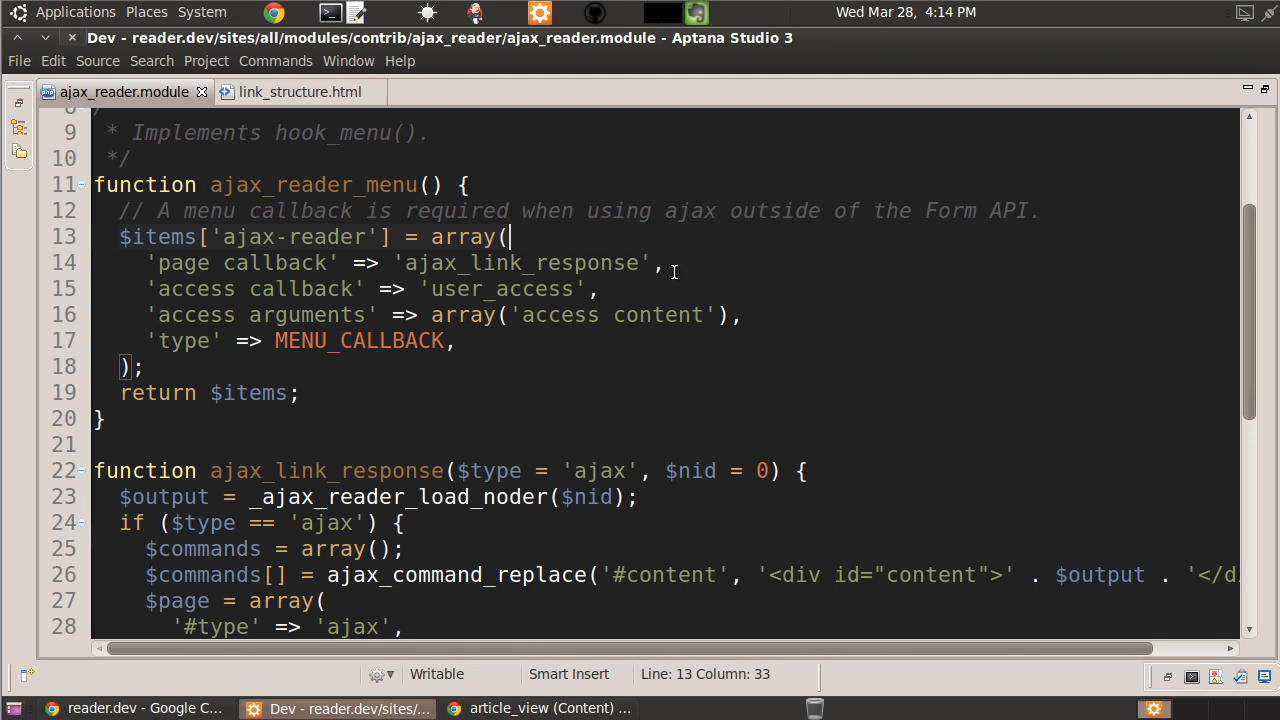 Applications Places System Wed Mar 28, 4:14 PM
Dev - reader.dev/sites/all/modules/contrib/ajax_reader/ajax_reader.module - Aptana Studio 3
File Edit Source Search Project Commands Window Help
ajax_reader.module link_structure.html
9 * Implements hook_menu().
10 */
11 function ajax_reader_menu() {
12 // A menu callback is required when using ajax outside of the Form API.
13 $items['ajax-reader'] = array(
14 'page callback' => 'ajax_link_response',
15 'access callback' => 'user_access',
16 'access arguments' => array('access content'),
17 'type' => MENU_CALLBACK,
18 );
19 return $items;
20 }
21
22 function ajax_link_response($type = 'ajax', $nid = 0) {
23 $output = _ajax_reader_load_noder($nid);
24 if ($type == 'ajax') {
25 $commands = array();
26 $commands[] = ajax_command_replace('#content', '<div id="content">' . $output . '</d
27 $page = array(
28 '#type' => 'ajax',
Writable Smart Insert Line: 13 Column: 33
reader.dev - Google C... Dev - reader.dev/sites/... article_view (Content) ...